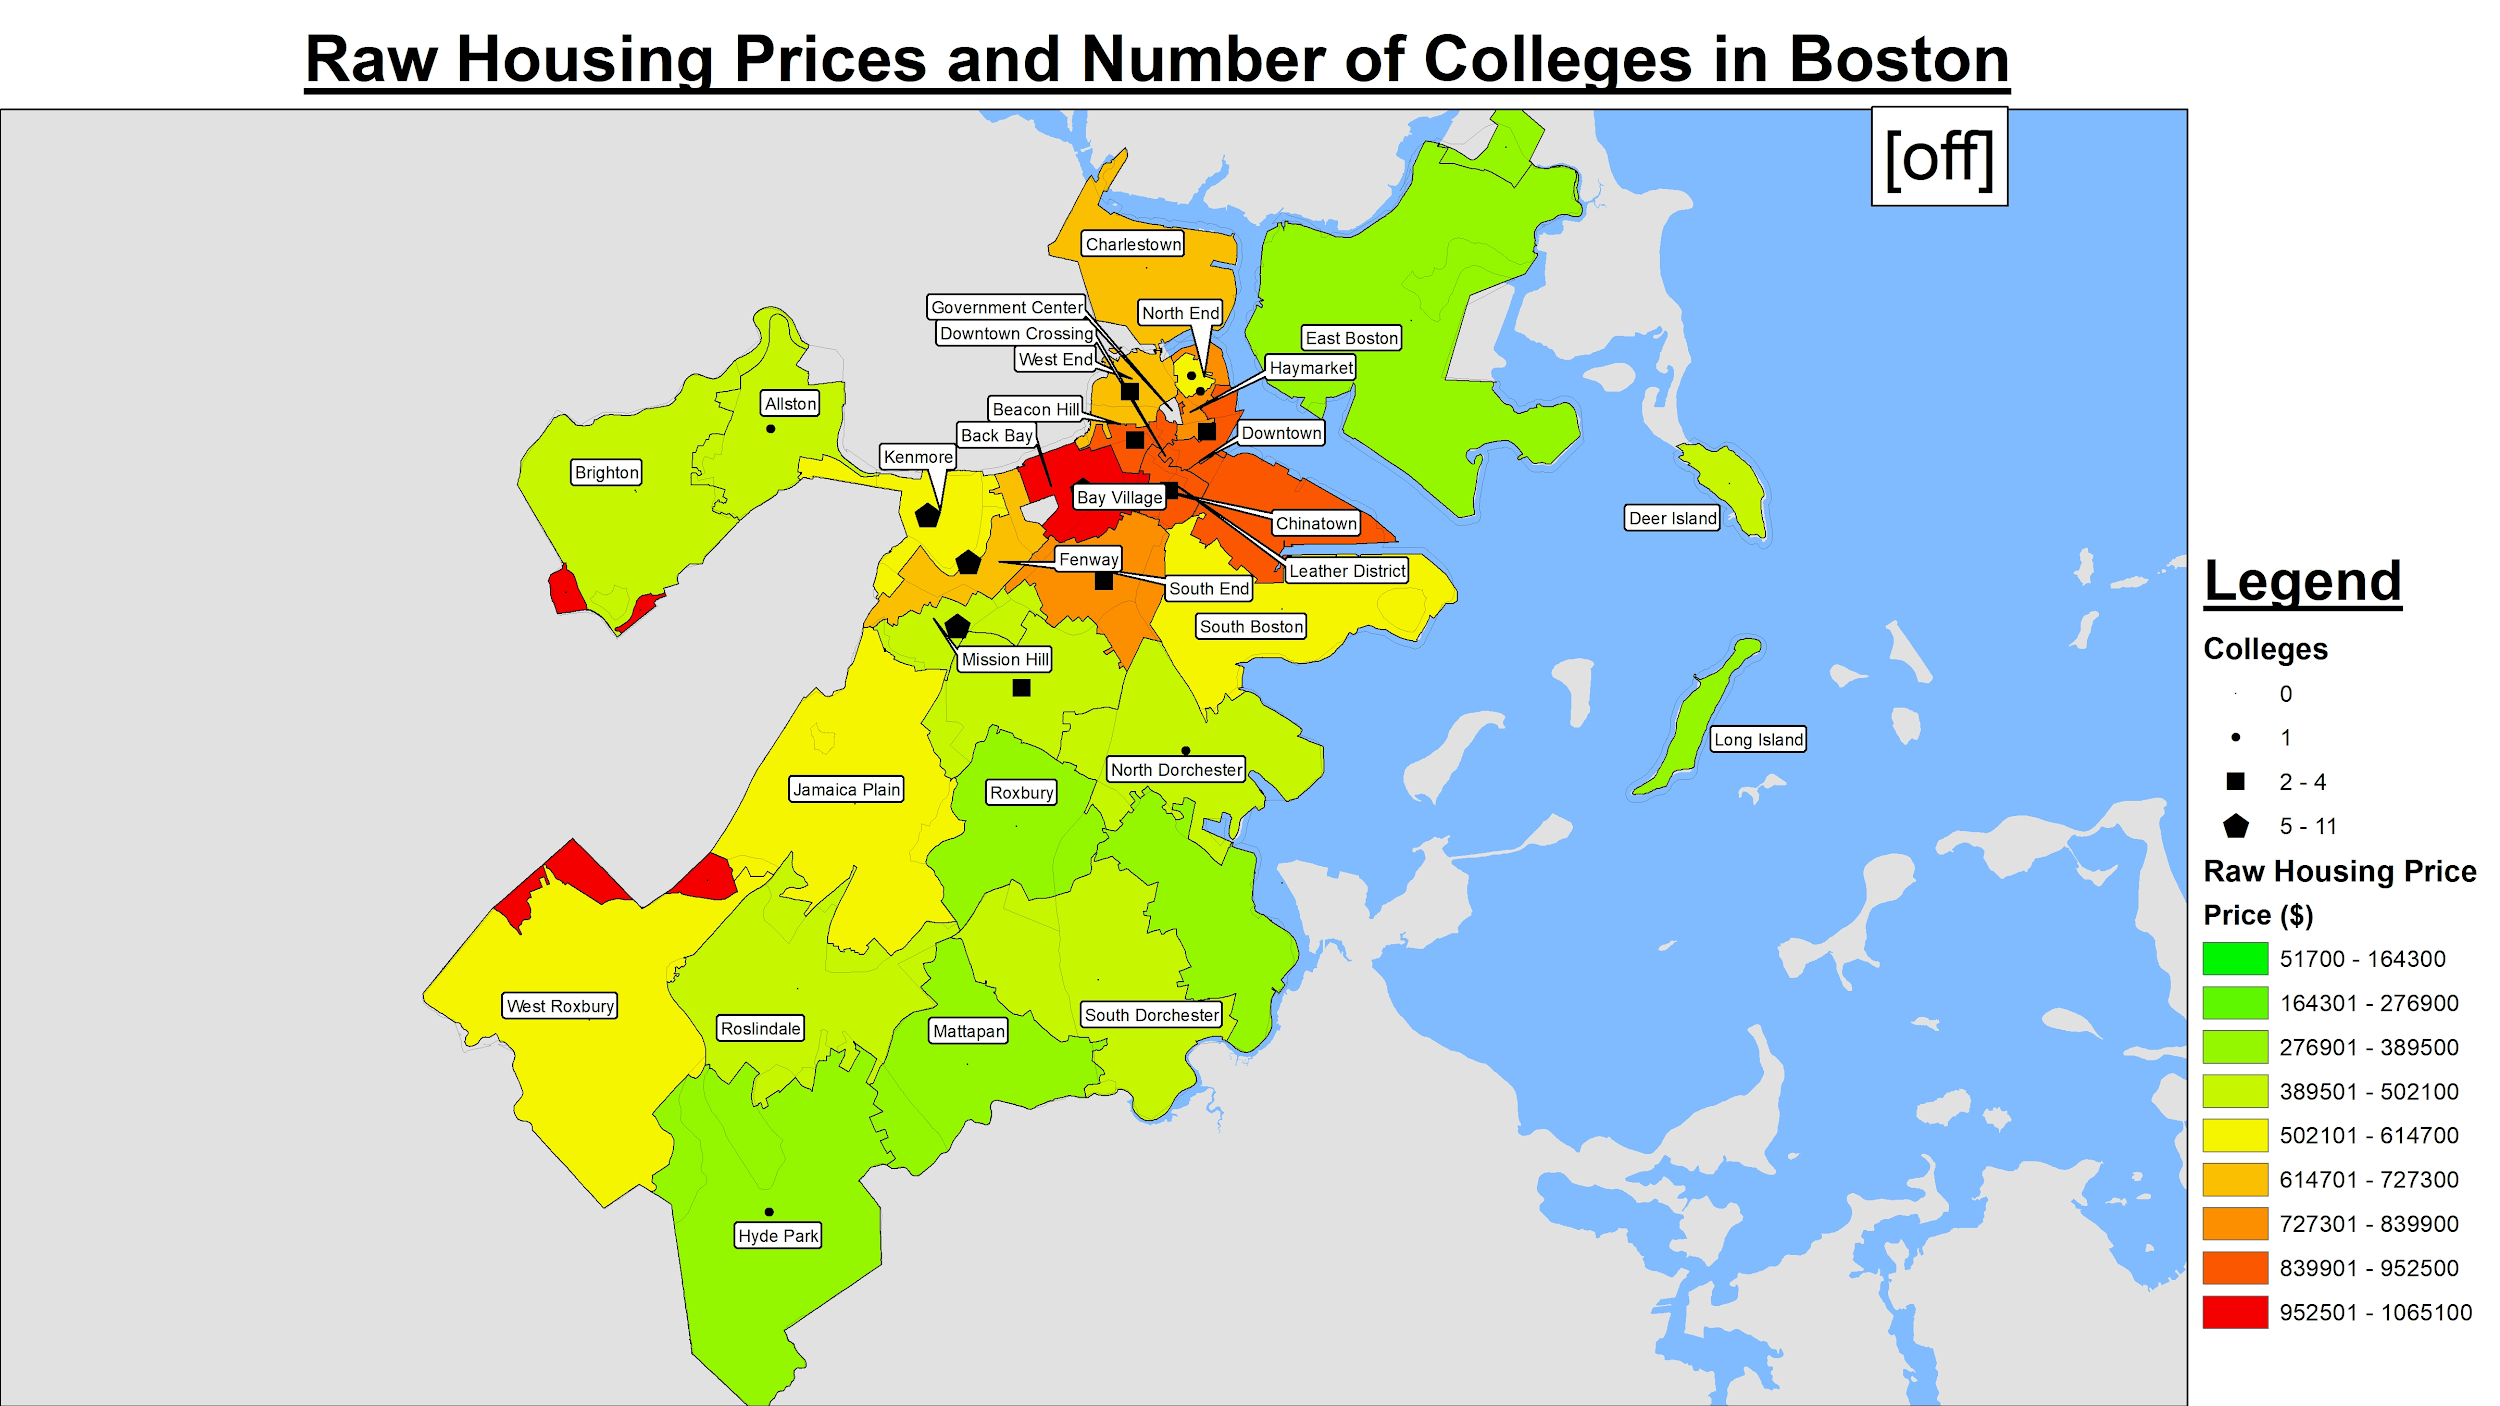 Raw Housing Prices and Number of Colleges in Boston
[off]
Charlestown
Government Center
North End
Downtown Crossing
East Boston
West End
Haymarket
Allston
Beacon Hill
Back Bay
Downtown
Kenmore
Brighton
Bay Village
Chinatown
Deer Island
Fenway
Leather District
South End
South Boston
Mission Hill
Long Island
North Dorchester
Jamaica Plain
Roxbury
West Roxbury
South Dorchester
Roslindale
Mattapan
Hyde Park
Legend
Colleges
0
1
2 - 4
5 - 11
Raw Housing Price
Price ($)
51700 - 164300
164301 - 276900
276901 - 389500
389501 - 502100
502101 - 614700
614701 - 727300
727301 - 839900
839901 - 952500
952501 - 1065100